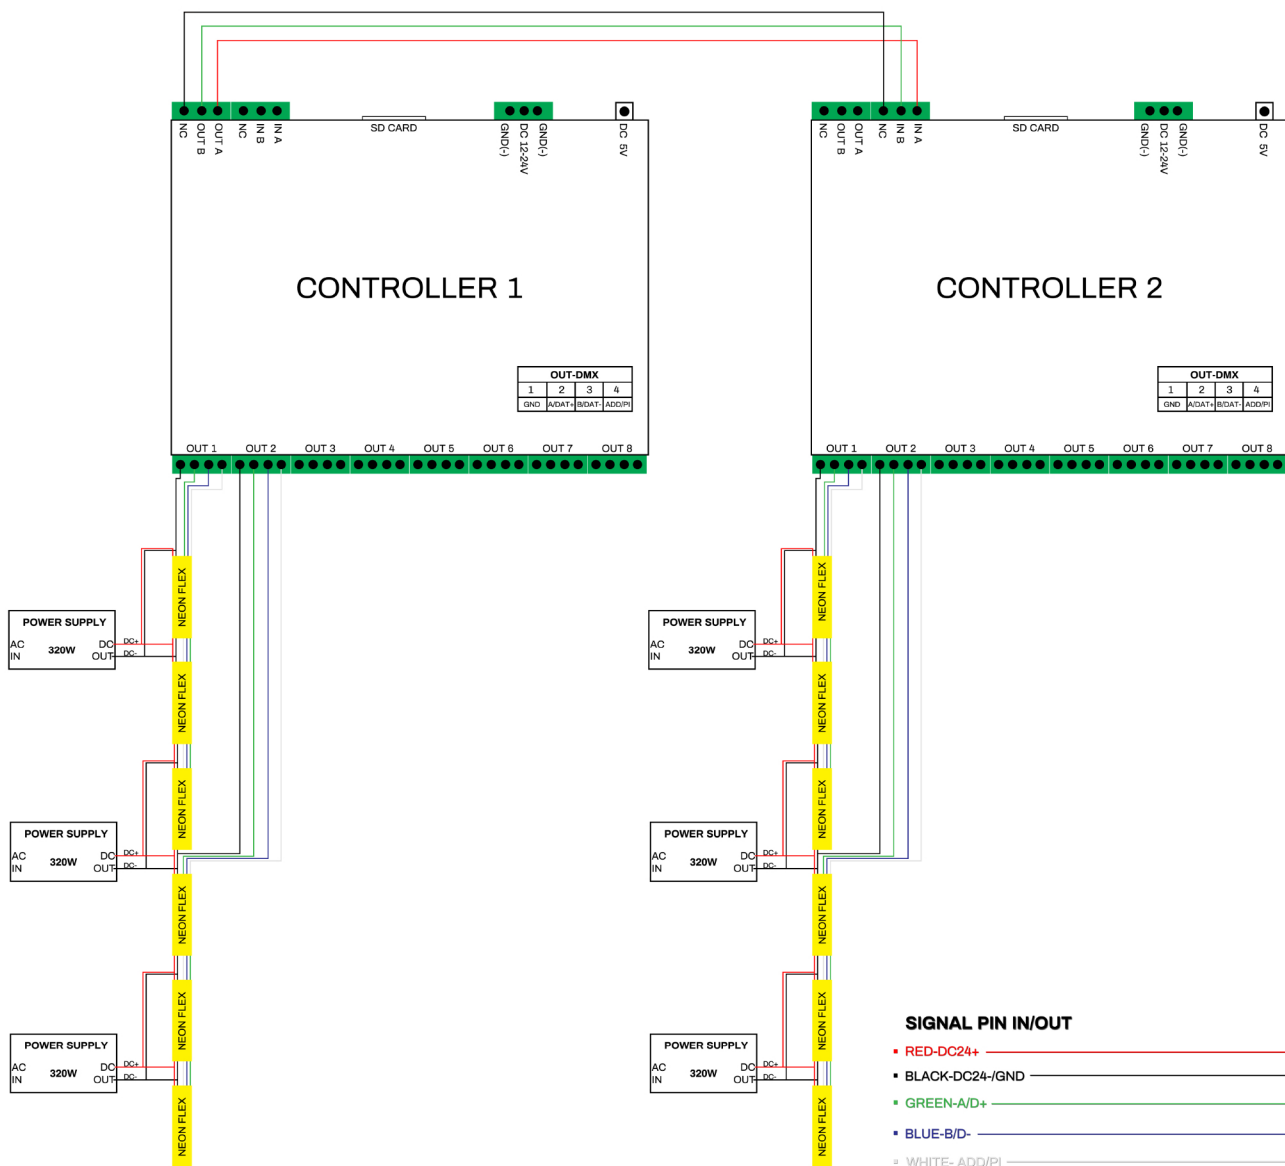 NC
OUT B
OUT A
NC
IN B
IN A
SD CARD
GND(-)
DC 12-24V
GND(-)
DC 5V
NC
OUT B
OUT A
NC
IN B
IN A
SD CARD
GND(-)
DC 12-24V
GND(-)
DC 5V
CONTROLLER 1
CONTROLLER 2
OUT-DMX
1 2 3 4
GND A/DAT+ B/DAT- ADD/PI
OUT-DMX
1 2 3 4
GND A/DAT+ B/DAT- ADD/PI
OUT 1 OUT 2 OUT 3 OUT 4 OUT 5 OUT 6 OUT 7 OUT 8
OUT 1 OUT 2 OUT 3 OUT 4 OUT 5 OUT 6 OUT 7 OUT 8
NEON FLEX
NEON FLEX
NEON FLEX
NEON FLEX
NEON FLEX
NEON FLEX
POWER SUPPLY
AC DC DC+
320W
IN OUT DC-
POWER SUPPLY
AC DC DC+
320W
IN OUT DC-
POWER SUPPLY
AC DC DC+
320W
IN OUT DC-
NEON FLEX
NEON FLEX
NEON FLEX
NEON FLEX
NEON FLEX
NEON FLEX
POWER SUPPLY
AC DC DC+
320W
IN OUT DC-
POWER SUPPLY
AC DC DC+
320W
IN OUT DC-
POWER SUPPLY
AC DC DC+
320W
IN OUT DC-
SIGNAL PIN IN/OUT
RED-DC24+
BLACK-DC24-/GND
GREEN-A/D+
BLUE-B/D-
WHITE- ADD/PI